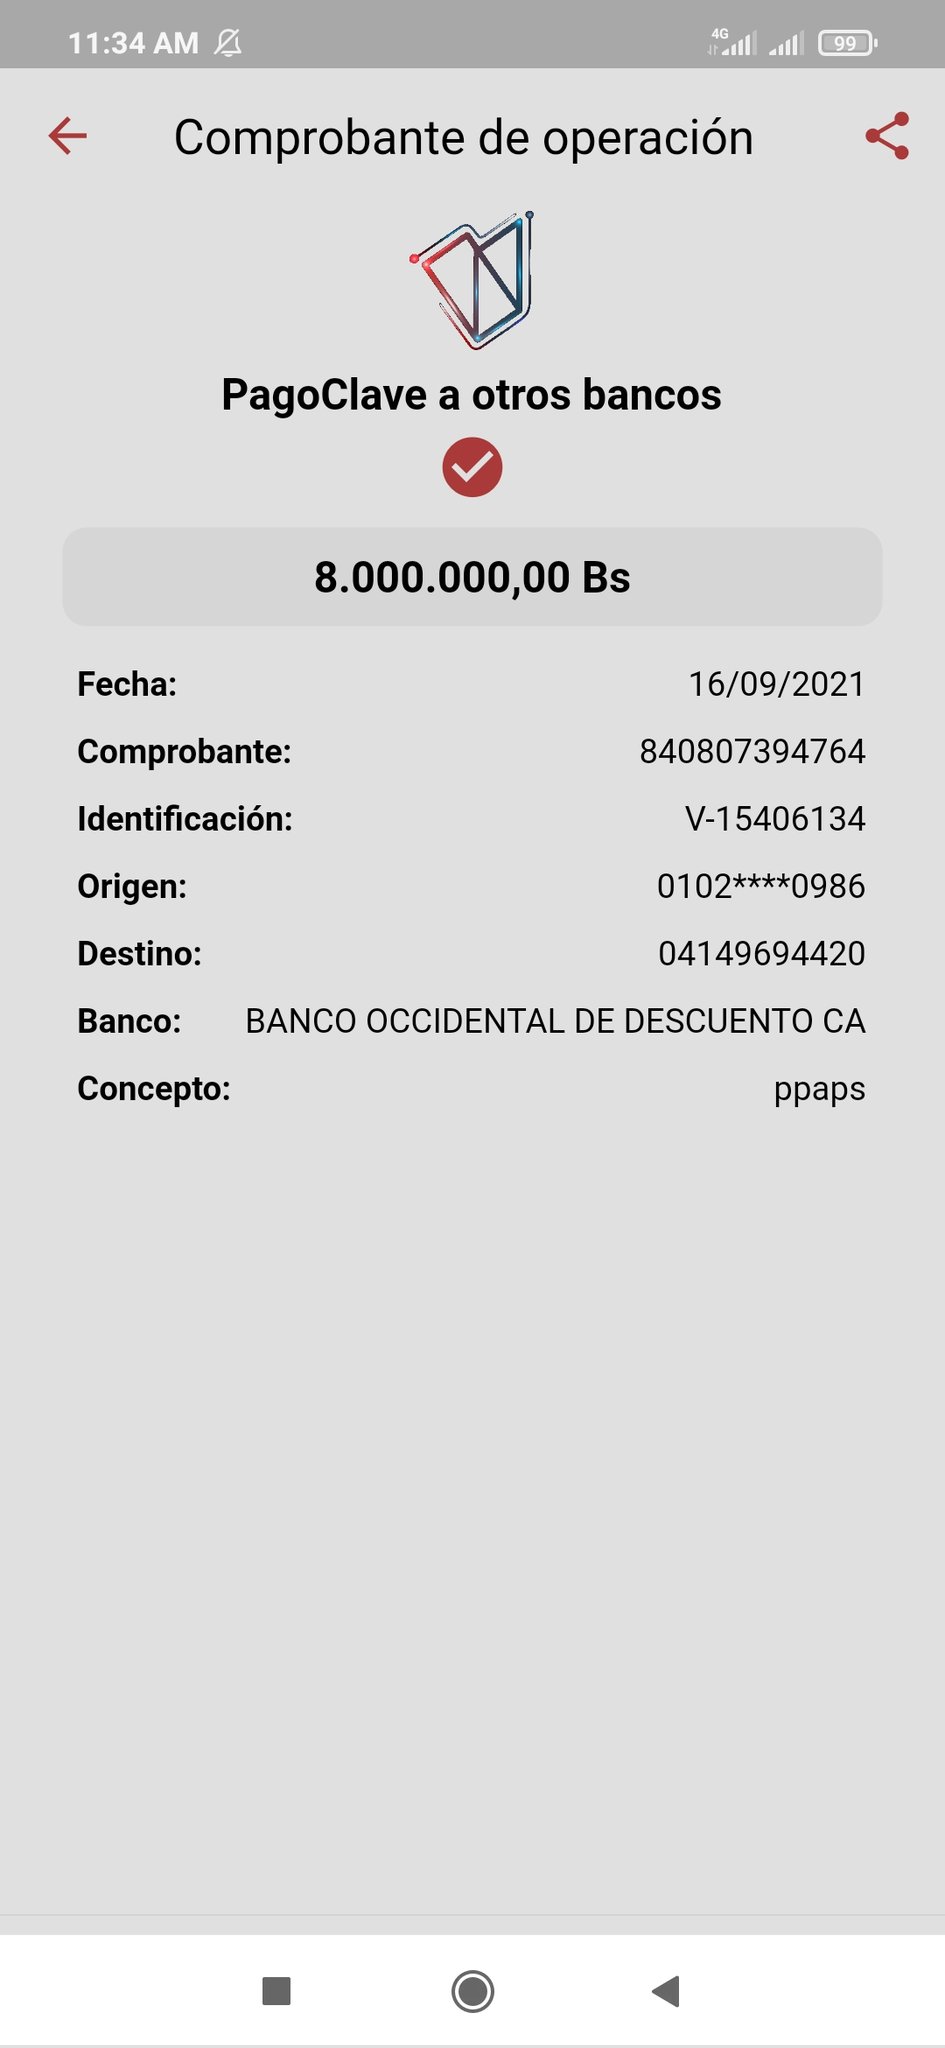 11:34 AM 4G 99
Comprobante de operación
PagoClave a otros bancos
8.000.000,00 Bs
Fecha: 16/09/2021
Comprobante: 840807394764
Identificación: V-15406134
Origen: 0102****0986
Destino: 04149694420
Banco: BANCO OCCIDENTAL DE DESCUENTO CA
Concepto: ppaps